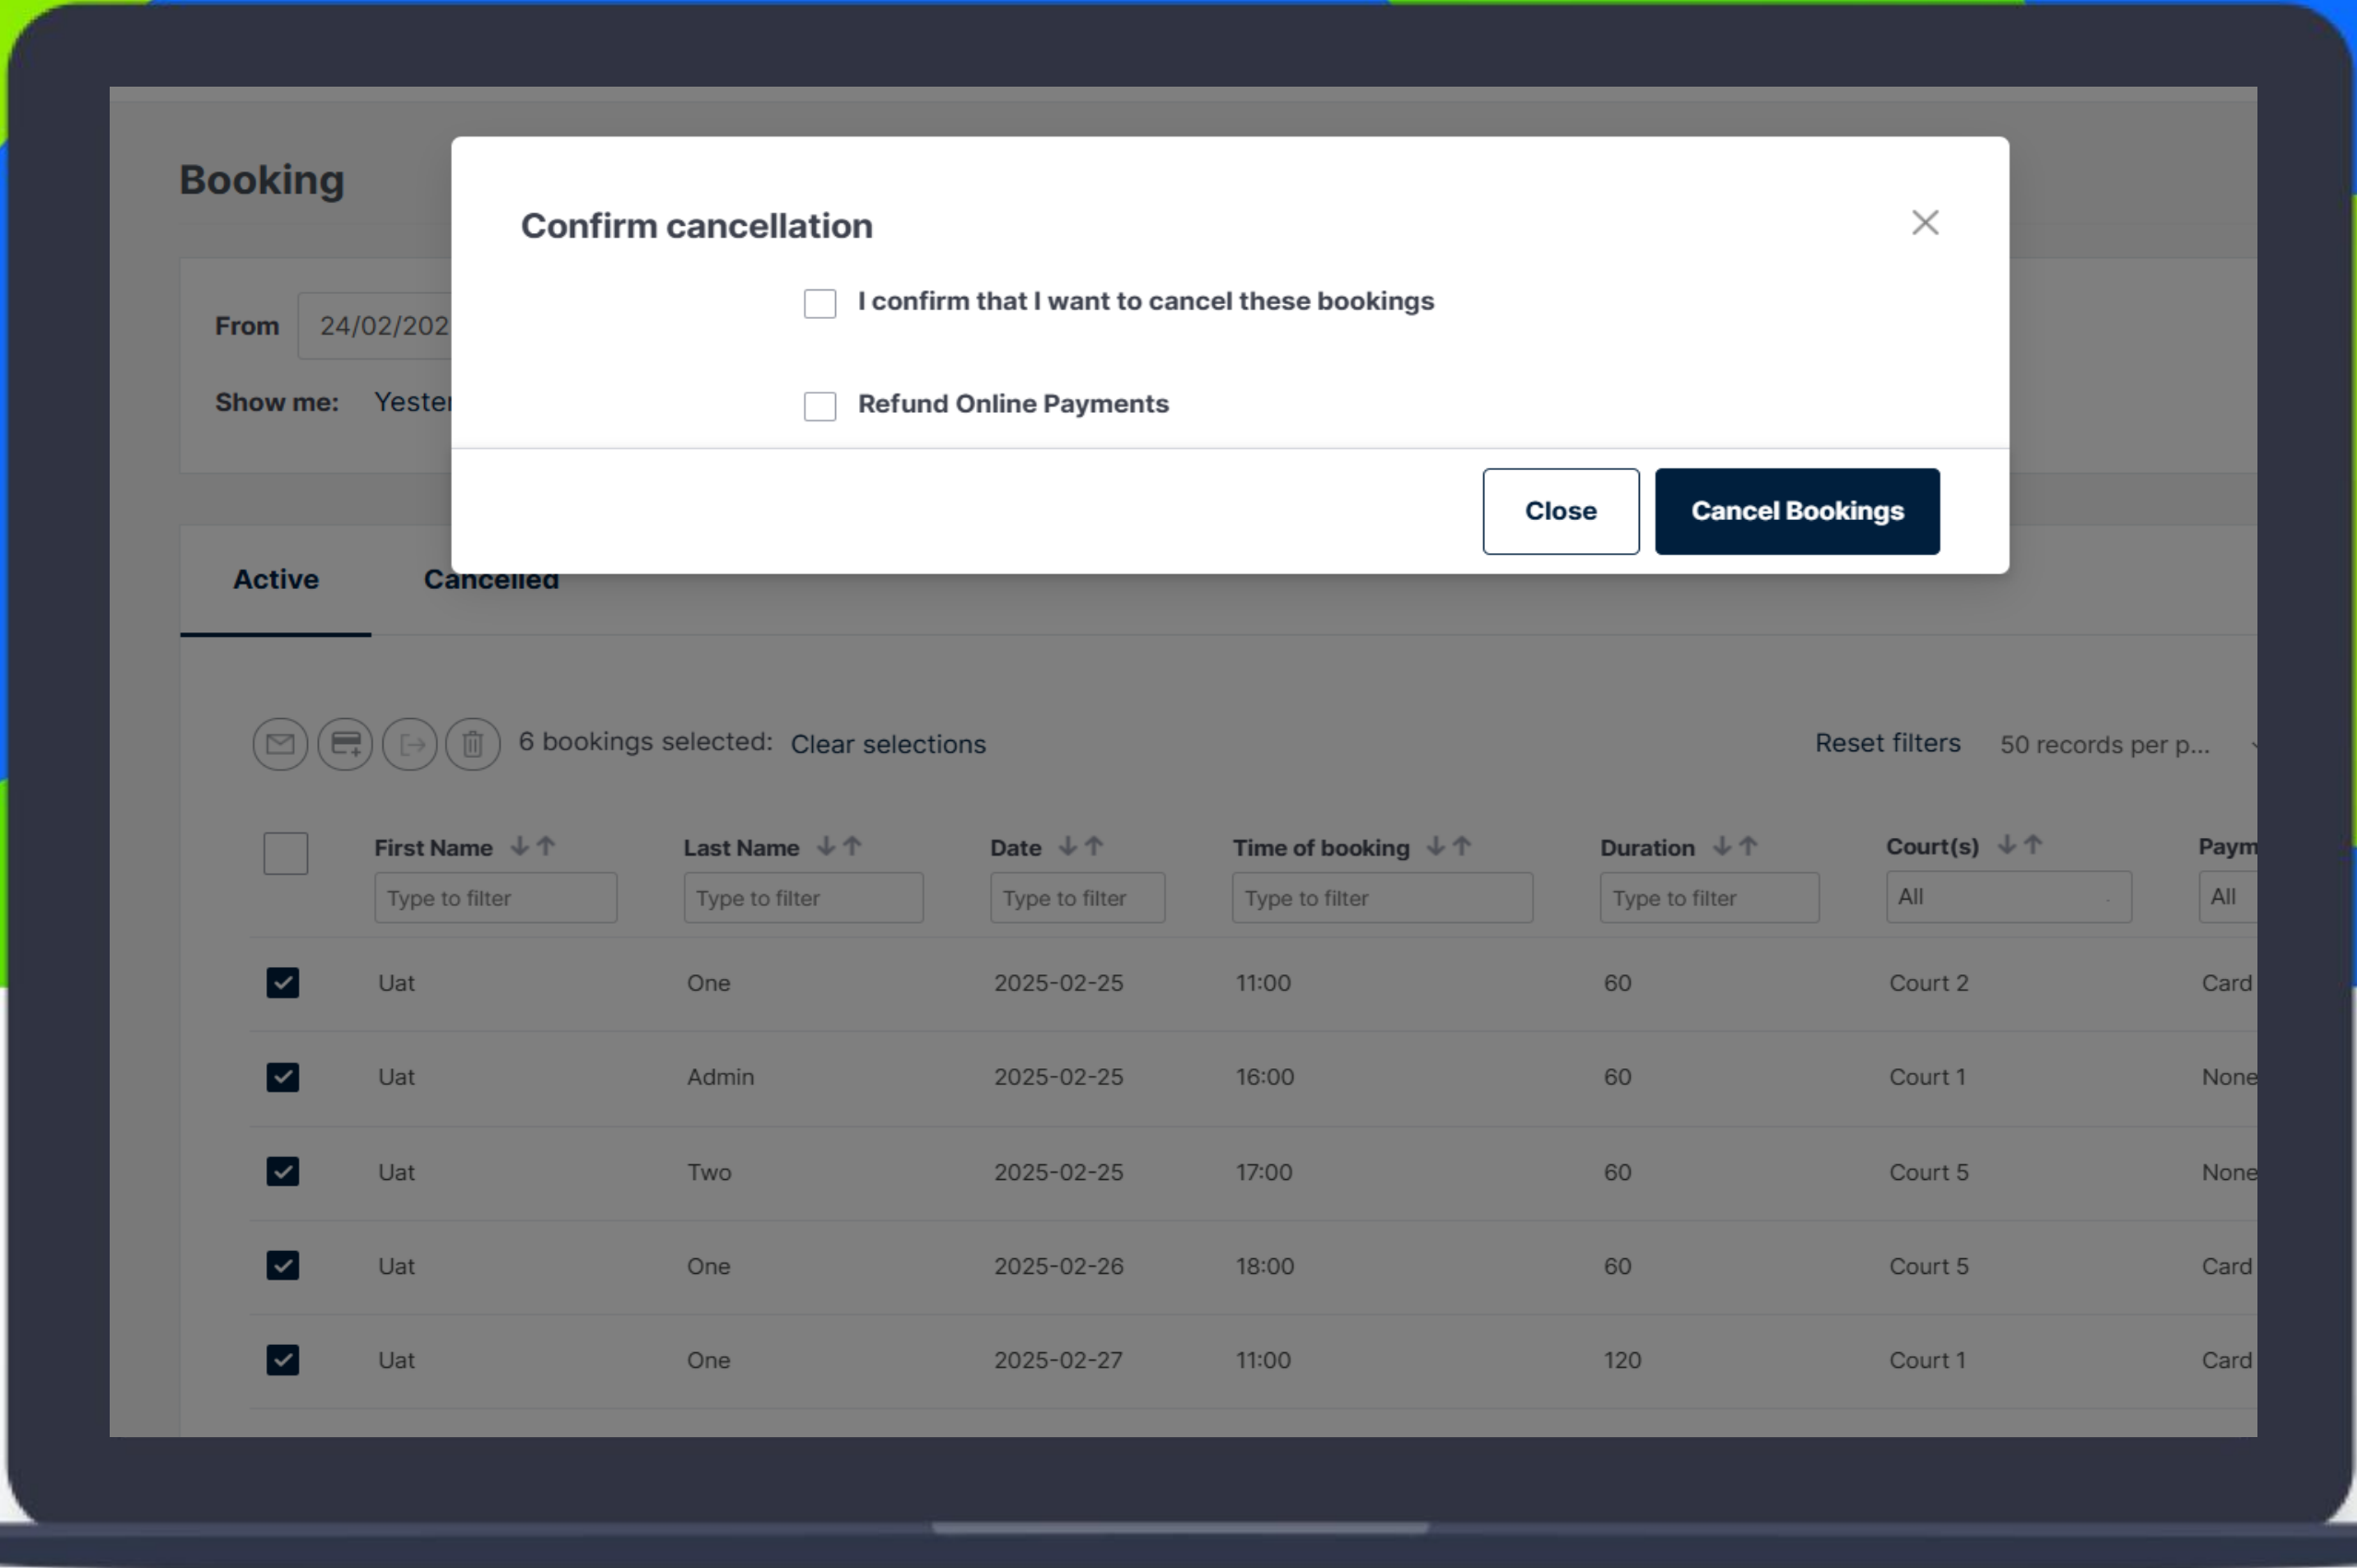 Booking
Confirm cancellation
I confirm that I want to cancel these bookings
From 24/02/202
Show me:
Refund Online Payments
Close Cancel Bookings
Active Cancelled
6 bookings selected: Clear selections Reset filters 50 records per p...
First Name Last Name Date Time of booking Duration Court(s)
Type to filter Type to filter Type to filter Type to filter Type to filter All All
Uat One 2025-02-25 11:00 60 Court 2 Card
Uat Admin 2025-02-25 16:00 60 Court 1 None
Uat Two 2025-02-25 17:00 60 Court 5 None
Uat One 2025-02-26 18:00 60 Court 5 Card
Uat One 2025-02-27 11:00 120 Court 1 Card